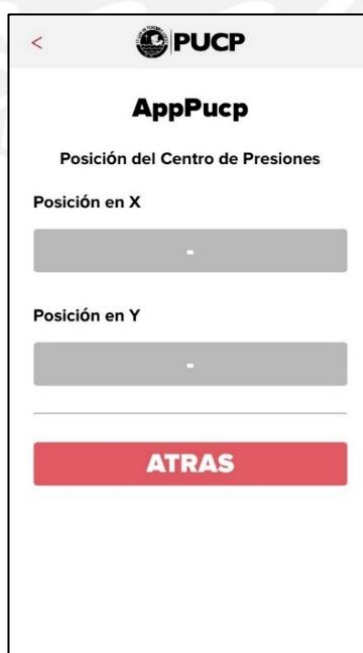 <
PUCP
AppPucp
Posición del Centro de Presiones
Posición en X
-
Posición en Y
-
ATRAS